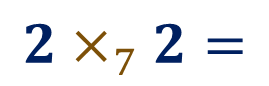 2 ×₇ 2 =